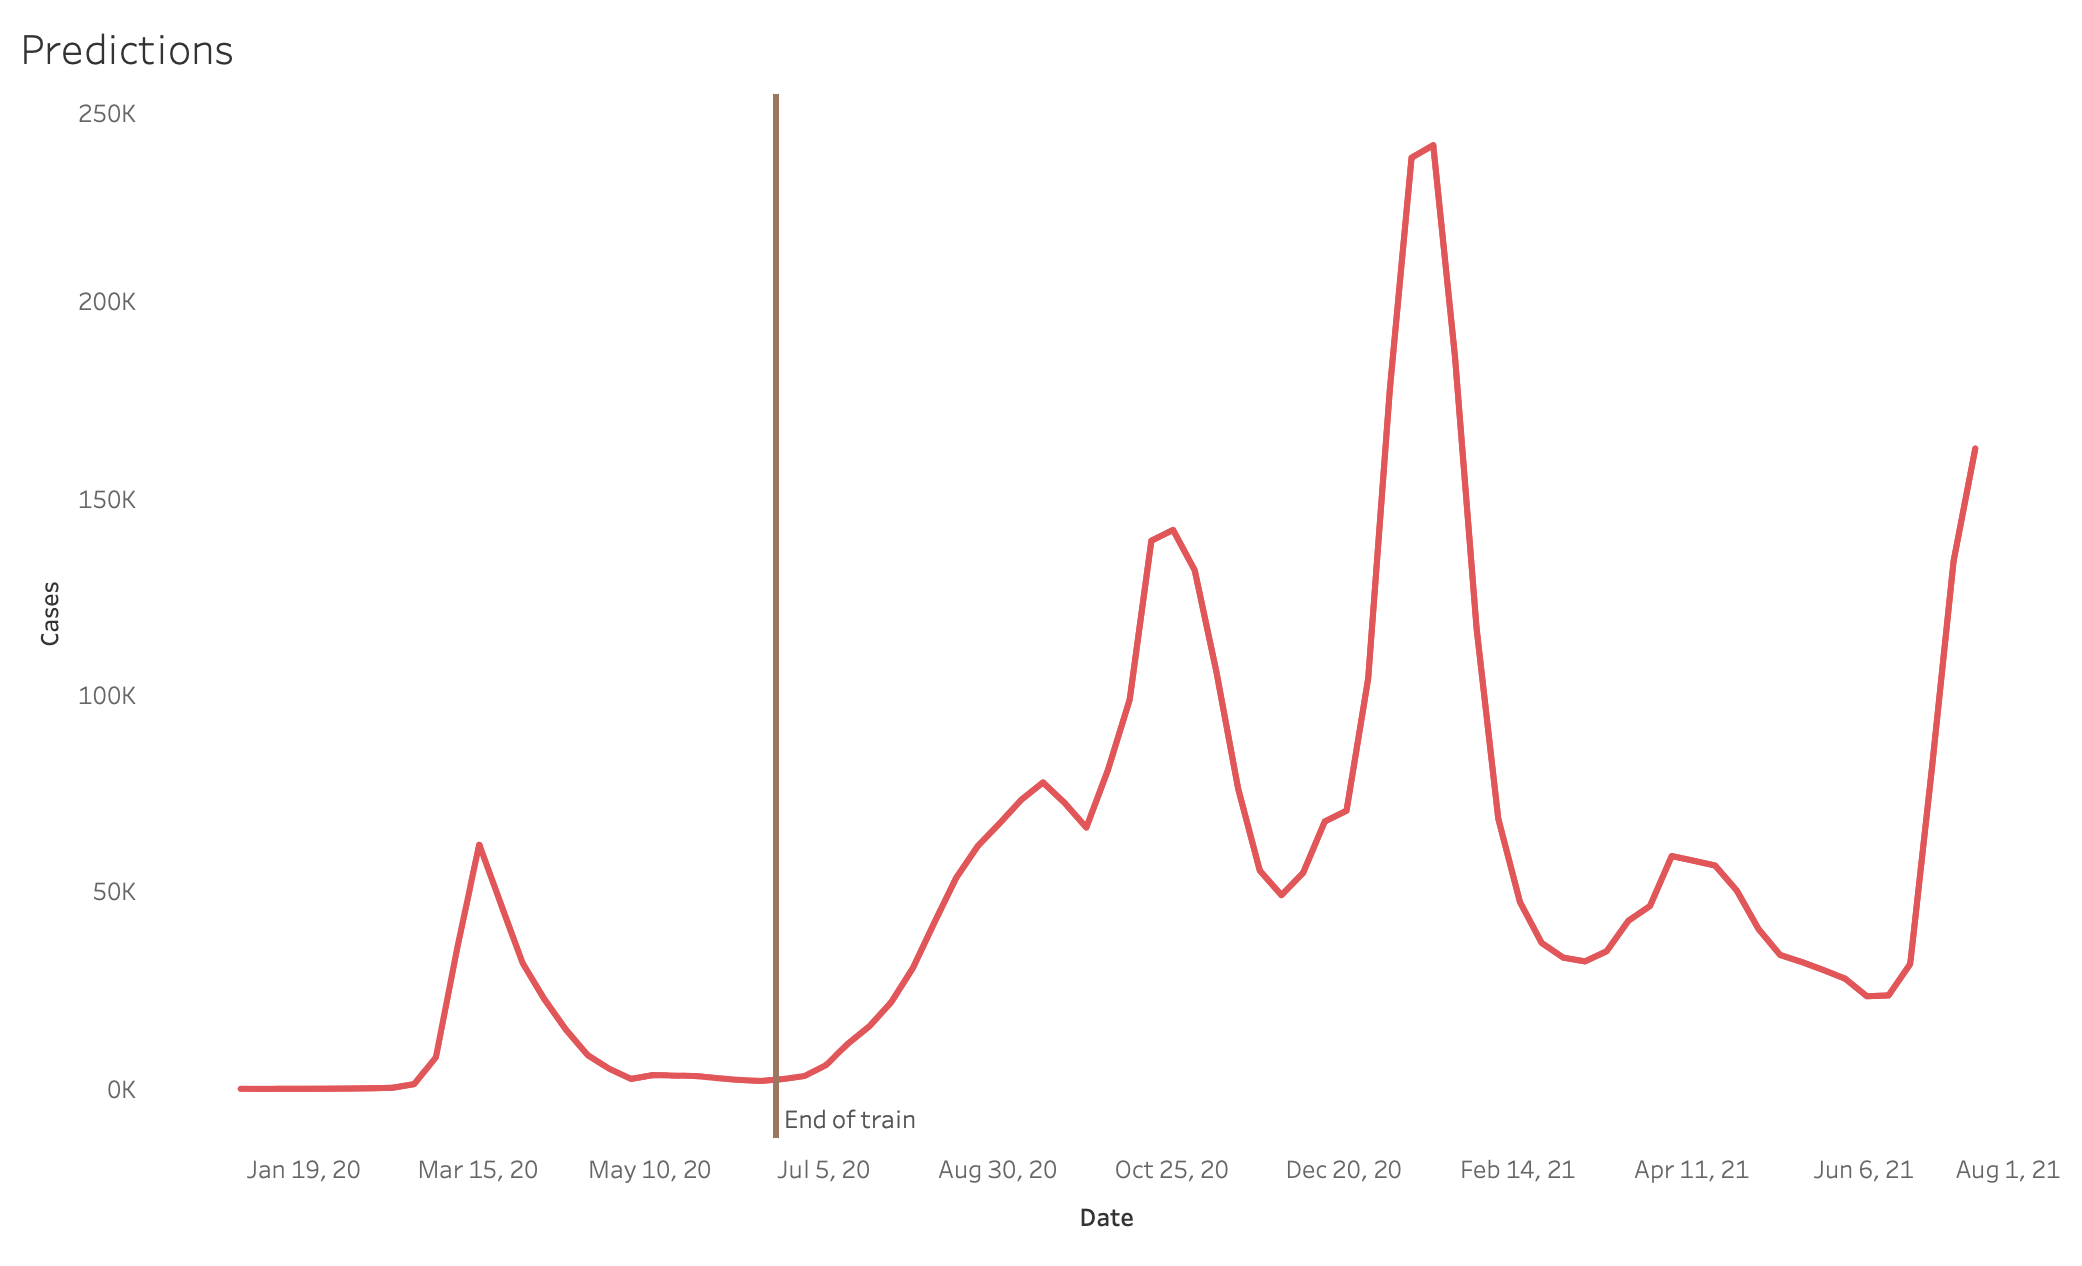 Predictions
250K
200K
150K
100K
50K
0K
Cases
End of train
Jan 19, 20
Mar 15, 20
May 10, 20
Jul 5, 20
Aug 30, 20
Oct 25, 20
Dec 20, 20
Feb 14, 21
Apr 11, 21
Jun 6, 21
Aug 1, 21
Date